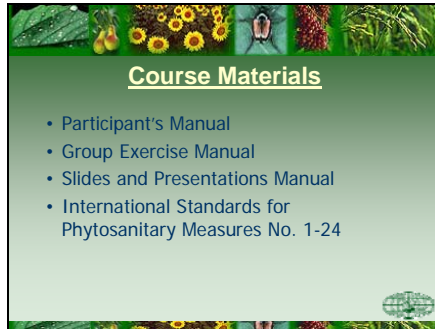 Course Materials
• Participant's Manual
• Group Exercise Manual
• Slides and Presentations Manual
• International Standards for
Phytosanitary Measures No. 1-24